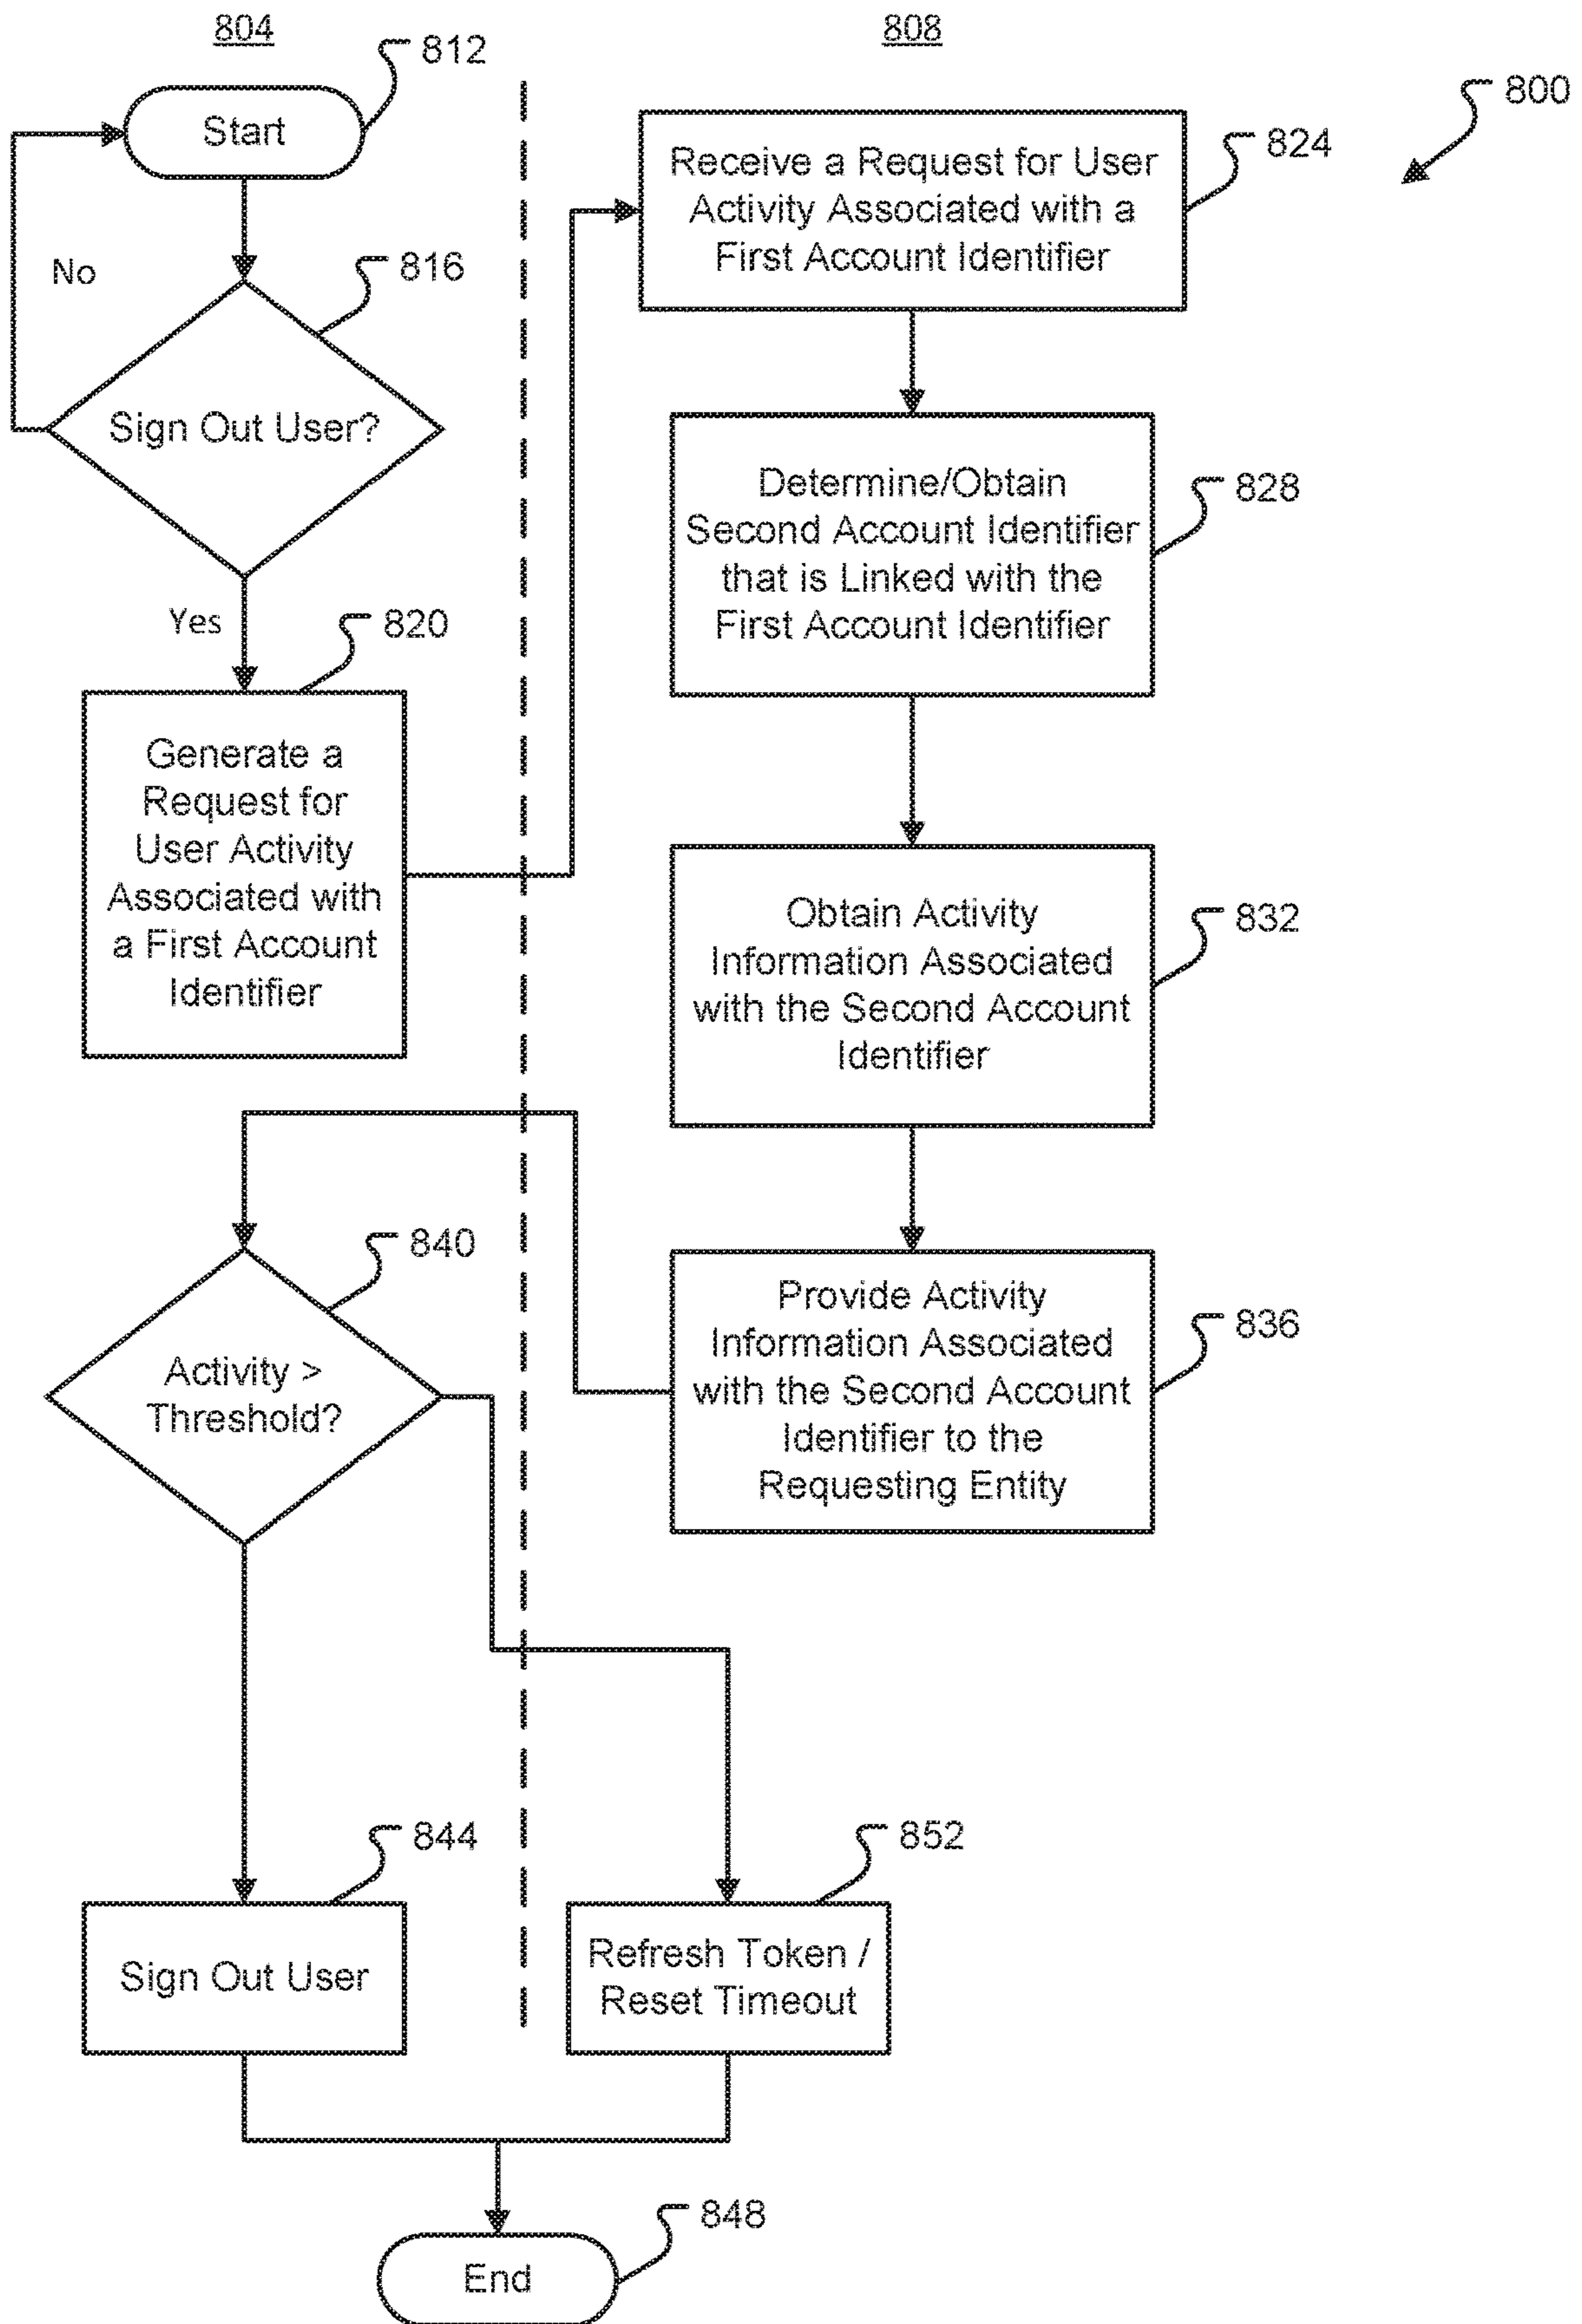 804
808
812
800
Start
Receive a Request for User
Activity Associated with a
First Account Identifier
824
No
816
Sign Out User?
Determine/Obtain
Second Account Identifier
that is Linked with the
First Account Identifier
828
Yes
820
Generate a
Request for
User Activity
Associated with
a First Account
Identifier
Obtain Activity
Information Associated
with the Second Account
Identifier
832
840
Activity >
Threshold?
Provide Activity
Information Associated
with the Second Account
Identifier to the
Requesting Entity
836
844
852
Sign Out User
Refresh Token /
Reset Timeout
848
End